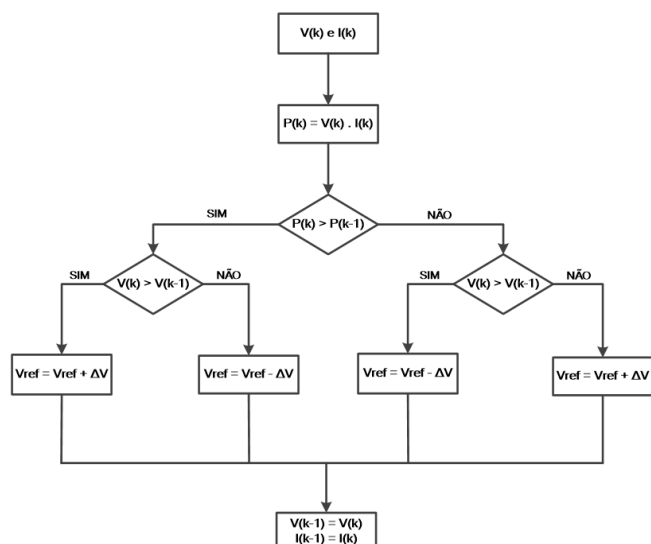 V(k) e I(k)
P(k) = V(k) . I(k)
P(k) > P(k-1)
SIM
NÃO
V(k) > V(k-1)
SIM
NÃO
V(k) > V(k-1)
SIM
NÃO
Vref = Vref + ΔV
Vref = Vref - ΔV
Vref = Vref - ΔV
Vref = Vref + ΔV
V(k-1) = V(k)
I(k-1) = I(k)